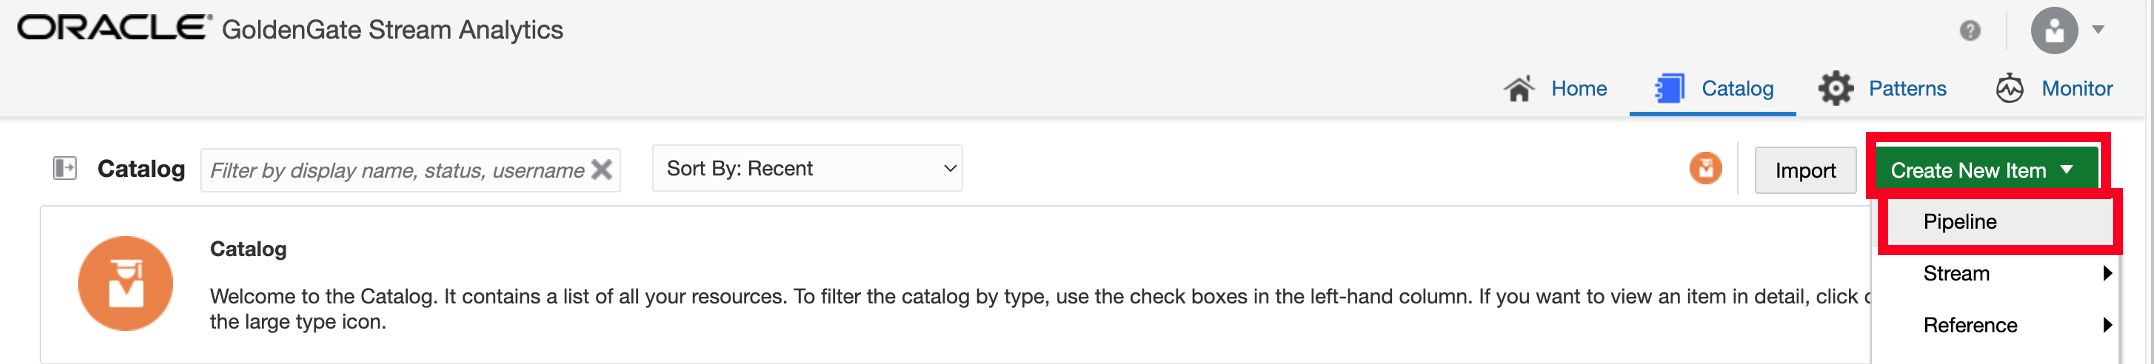 ORACLE GoldenGate Stream Analytics
Home Catalog Patterns Monitor
Catalog Filter by display name, status, username Sort By: Recent Import Create New Item
Pipeline
Stream
Reference
Catalog
Welcome to the Catalog. It contains a list of all your resources. To filter the catalog by type, use the check boxes in the left-hand column. If you want to view an item in detail, click
the large type icon.